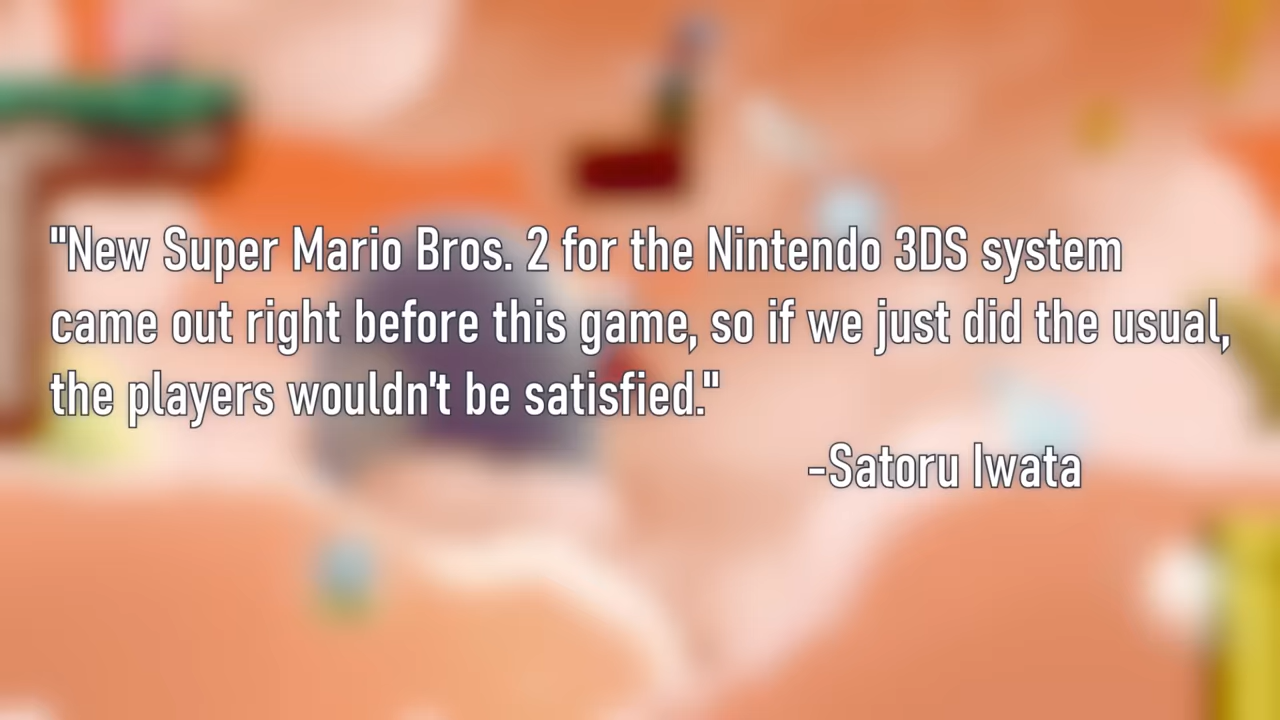 "New Super Mario Bros. 2 for the Nintendo 3DS system
came out right before this game, so if we just did the usual,
the players wouldn't be satisfied."
-Satoru Iwata